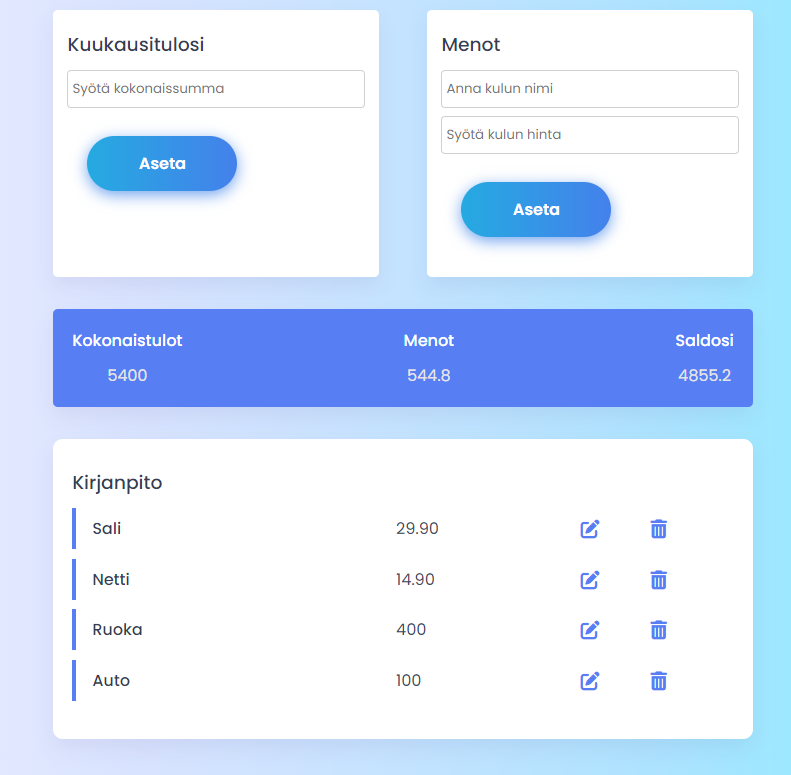 Kuukausitulosi
Syötä kokonaissumma
Aseta
Menot
Anna kulun nimi
Syötä kulun hinta
Aseta
Kokonaistulot Menot Saldosi
5400 544.8 4855.2
Kirjanpito
Sali 29.90
Netti 14.90
Ruoka 400
Auto 100